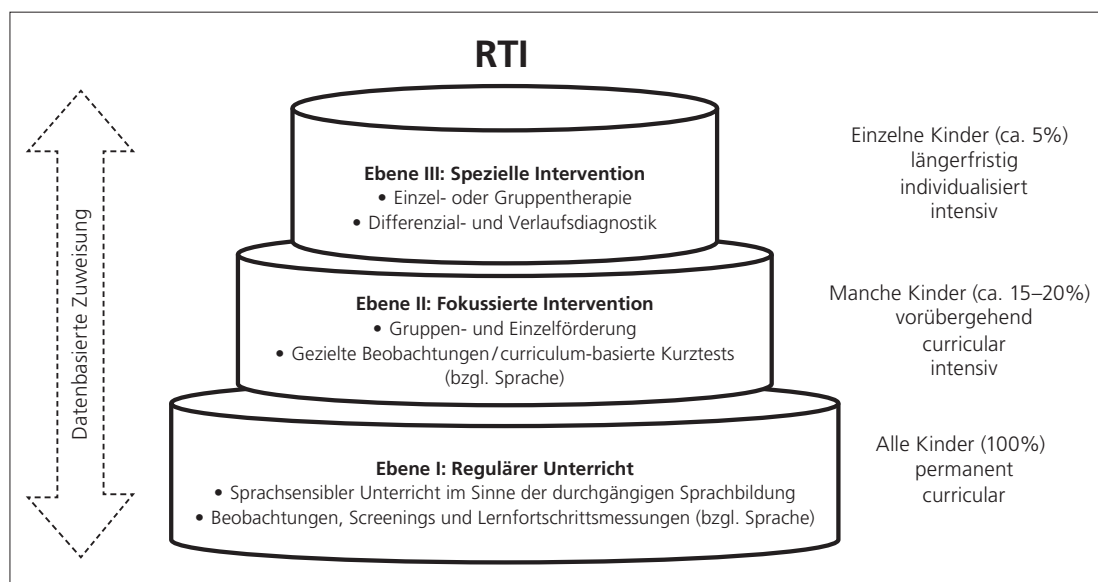 RTI
Datenbasierte Zuweisung
Ebene III: Spezielle Intervention
• Einzel- oder Gruppentherapie
• Differenzial- und Verlaufsdiagnostik
Einzelne Kinder (ca. 5%)
längerfristig
individualisiert
intensiv
Ebene II: Fokussierte Intervention
• Gruppen- und Einzelförderung
• Gezielte Beobachtungen/curriculum-basierte Kurztests
(bzgl. Sprache)
Manche Kinder (ca. 15–20%)
vorübergehend
curricular
intensiv
Ebene I: Regulärer Unterricht
• Sprachsensibler Unterricht im Sinne der durchgängigen Sprachbildung
• Beobachtungen, Screenings und Lernfortschrittsmessungen (bzgl. Sprache)
Alle Kinder (100%)
permanent
curricular